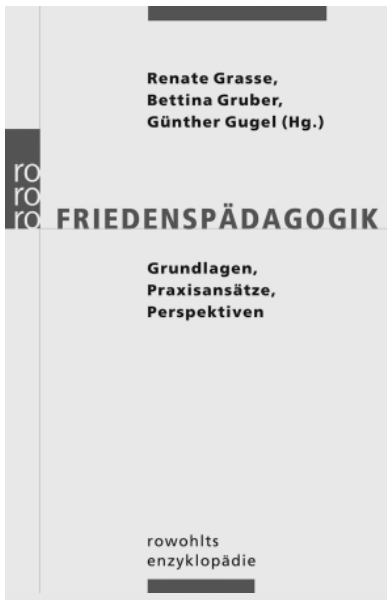 Renate Grasse,
Bettina Gruber,
Günther Gugel (Hg.)
ro
ro
ro
FRIEDENSPÄDAGOGIK
Grundlagen,
Praxisansätze,
Perspektiven
rowohlts
enzyklopädie